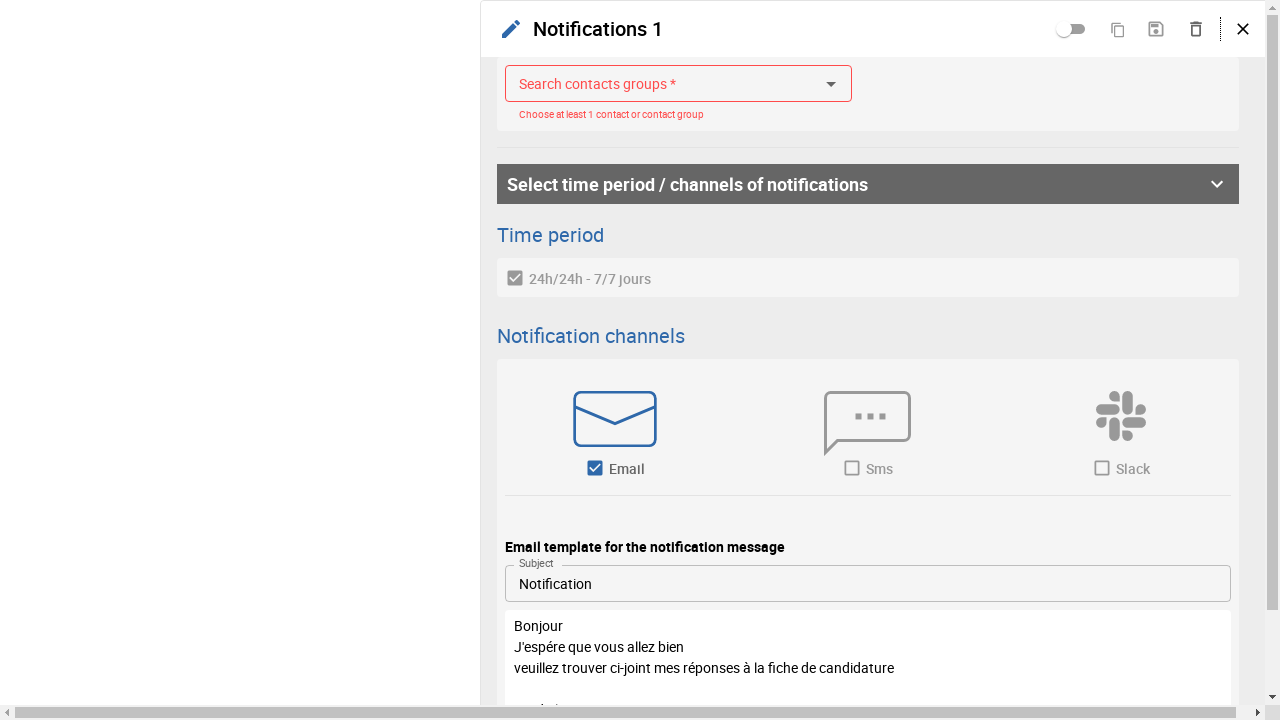 Notifications 1
Search contacts groups *
Choose at least 1 contact or contact group
Select time period / channels of notifications
Time period
24h/24h - 7/7 jours
Notification channels
Email
Sms
Slack
Email template for the notification message
Subject
Notification
Bonjour
J'espére que vous allez bien
veuillez trouver ci-joint mes réponses à la fiche de candidature